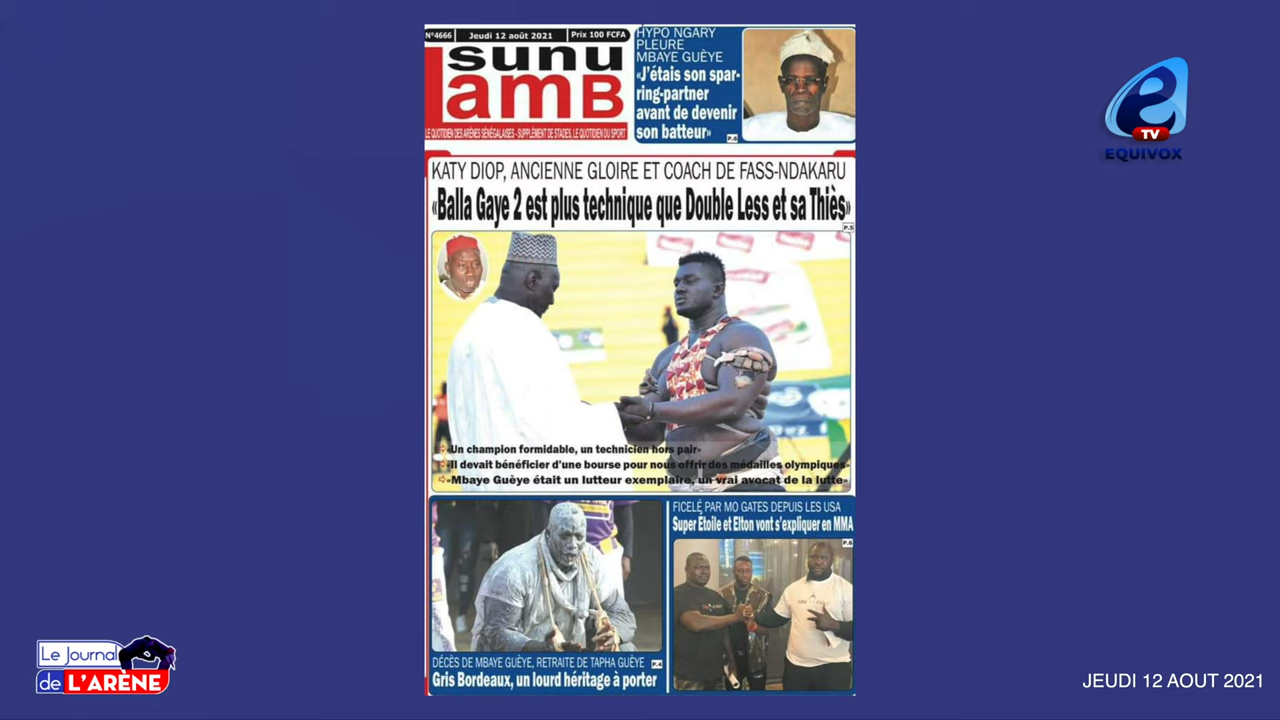 N°4666 Jeudi 12 août 2021 Prix 100 FCFA
sunu
lamb
LE QUOTIDIEN DES ARÈNES SÉNÉGALAISES - SUPPLÉMENT DE STADES, LE QUOTIDIEN DU SPORT
HYPO NGARY
PLEURE
MBAYE GUÈYE
«J'étais son spar-
ring-partner
avant de devenir
son batteur»
P.6
KATY DIOP, ANCIENNE GLOIRE ET COACH DE FASS-NDAKARU
«Balla Gaye 2 est plus technique que Double Less et sa Thiès»
P.5
«Un champion formidable, un technicien hors pair»
«Il devait bénéficier d'une bourse pour nous offrir des médailles olympiques»
«Mbaye Guèye était un lutteur exemplaire, un vrai avocat de la lutte»
DÉCÈS DE MBAYE GUÈYE, RETRAITE DE TAPHA GUÈYE P.4
Gris Bordeaux, un lourd héritage à porter
FICELÉ PAR MO GATES DEPUIS LES USA
Super Étoile et Elton vont s'expliquer en MMA
P.6
e
TV
EQUIVOX
Le Journal
de L'ARÈNE
JEUDI 12 AOUT 2021